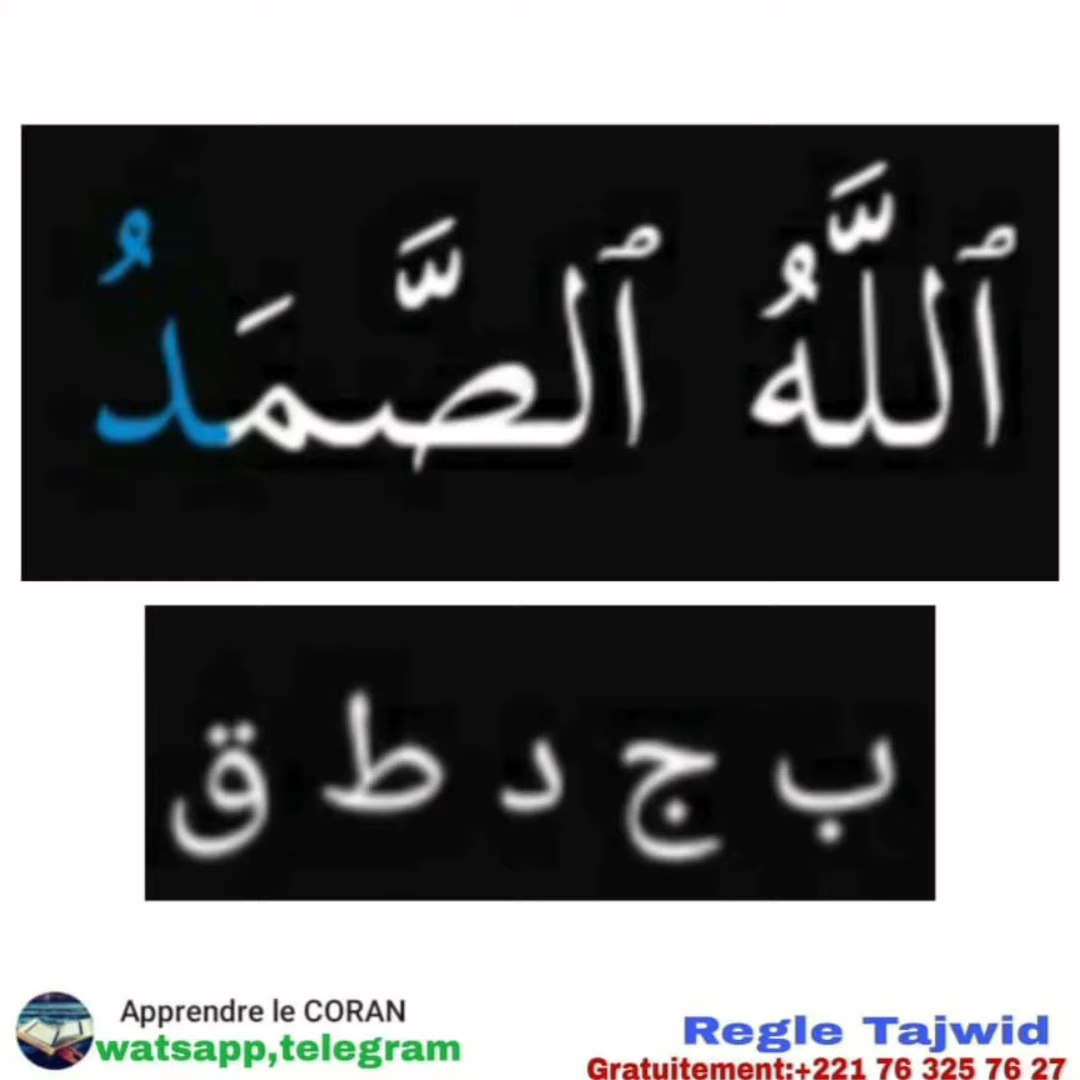 ٱللَّهُ ٱلصَّمَدُ
ب ج د ط ق
Apprendre le CORAN
watsapp,telegram
Regle Tajwid
Gratuitement:+221 76 325 76 27